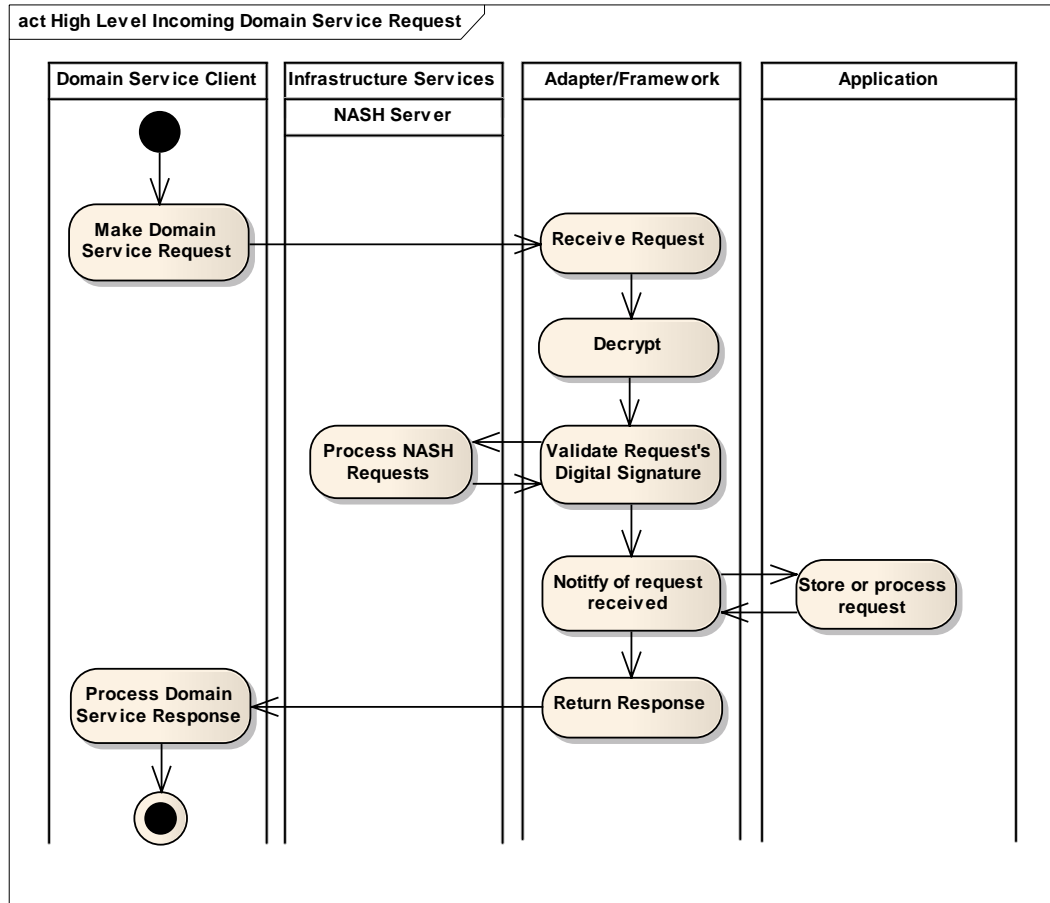 act High Level Incoming Domain Service Request
Domain Service Client
Infrastructure Services
Adapter/Framework
Application
NASH Server
Make Domain
Service Request
Receive Request
Decrypt
Process NASH
Requests
Validate Request's
Digital Signature
Notitfy of request
received
Store or process
request
Process Domain
Service Response
Return Response